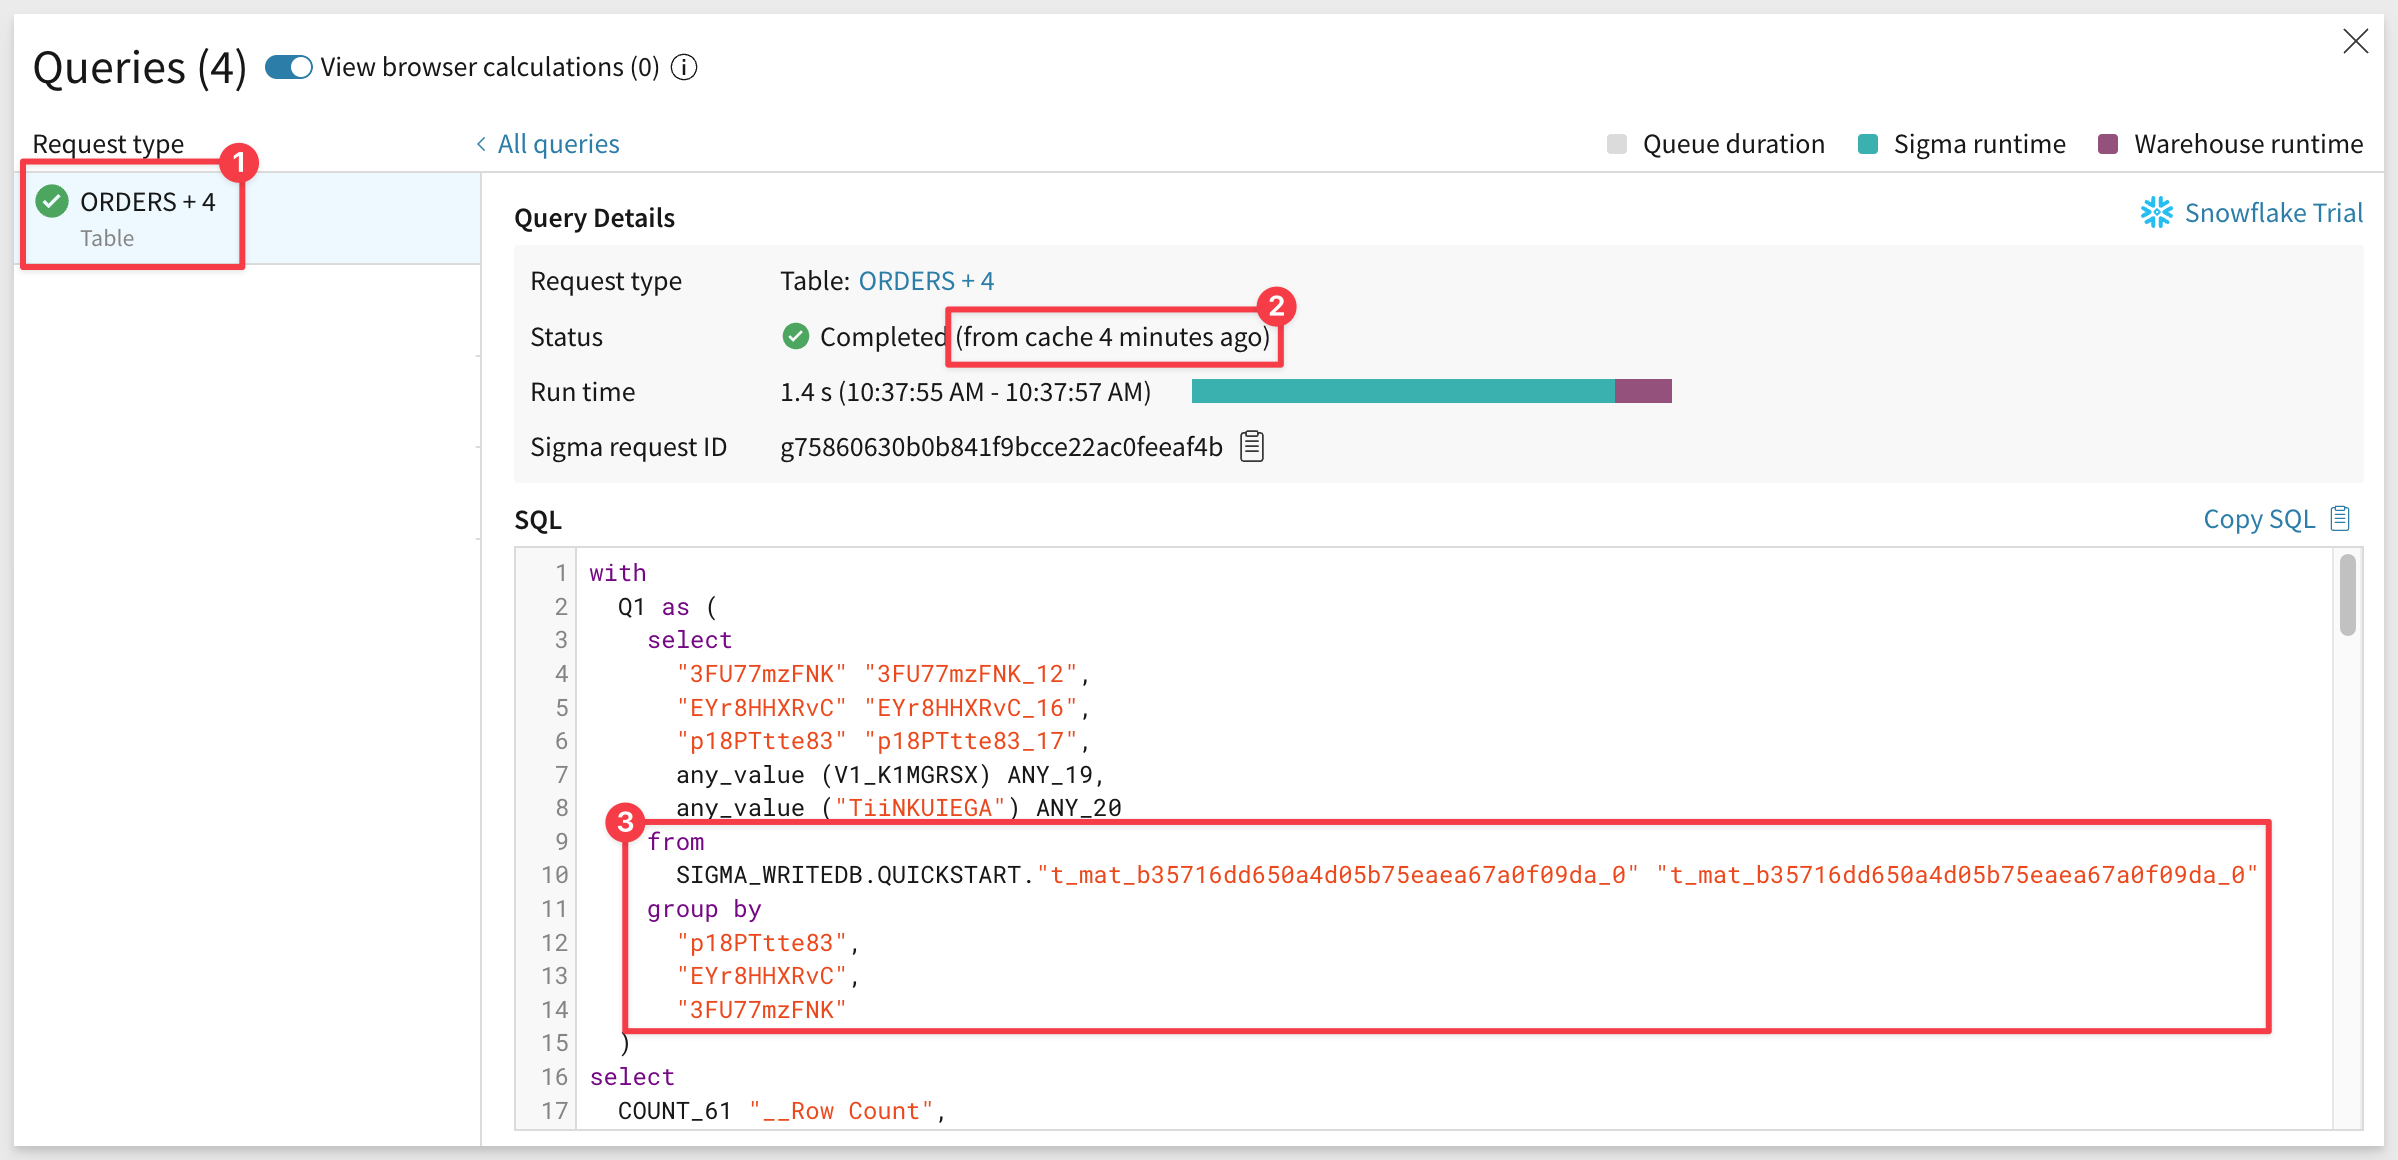 Queries (4) View browser calculations (0)
Request type
< All queries
Queue duration Sigma runtime Warehouse runtime
1
ORDERS + 4
Table
Query Details
Snowflake Trial
Request type Table: ORDERS + 4
2
Status Completed (from cache 4 minutes ago)
Run time 1.4 s (10:37:55 AM - 10:37:57 AM)
Sigma request ID g75860630b0b841f9bcce22ac0feeaf4b
SQL
Copy SQL
1 with
2 Q1 as (
3 select
4 "3FU77mzFNK" "3FU77mzFNK_12",
5 "EYr8HHXRvC" "EYr8HHXRvC_16",
6 "p18PTtte83" "p18PTtte83_17",
7 any_value (V1_K1MGRSX) ANY_19,
8 any_value ("TiiNKUIEGA") ANY_20
3
9 from
10 SIGMA_WRITEDB.QUICKSTART."t_mat_b35716dd650a4d05b75eaea67a0f09da_0" "t_mat_b35716dd650a4d05b75eaea67a0f09da_0"
11 group by
12 "p18PTtte83",
13 "EYr8HHXRvC",
14 "3FU77mzFNK"
15 )
16 select
17 COUNT_61 "__Row Count",